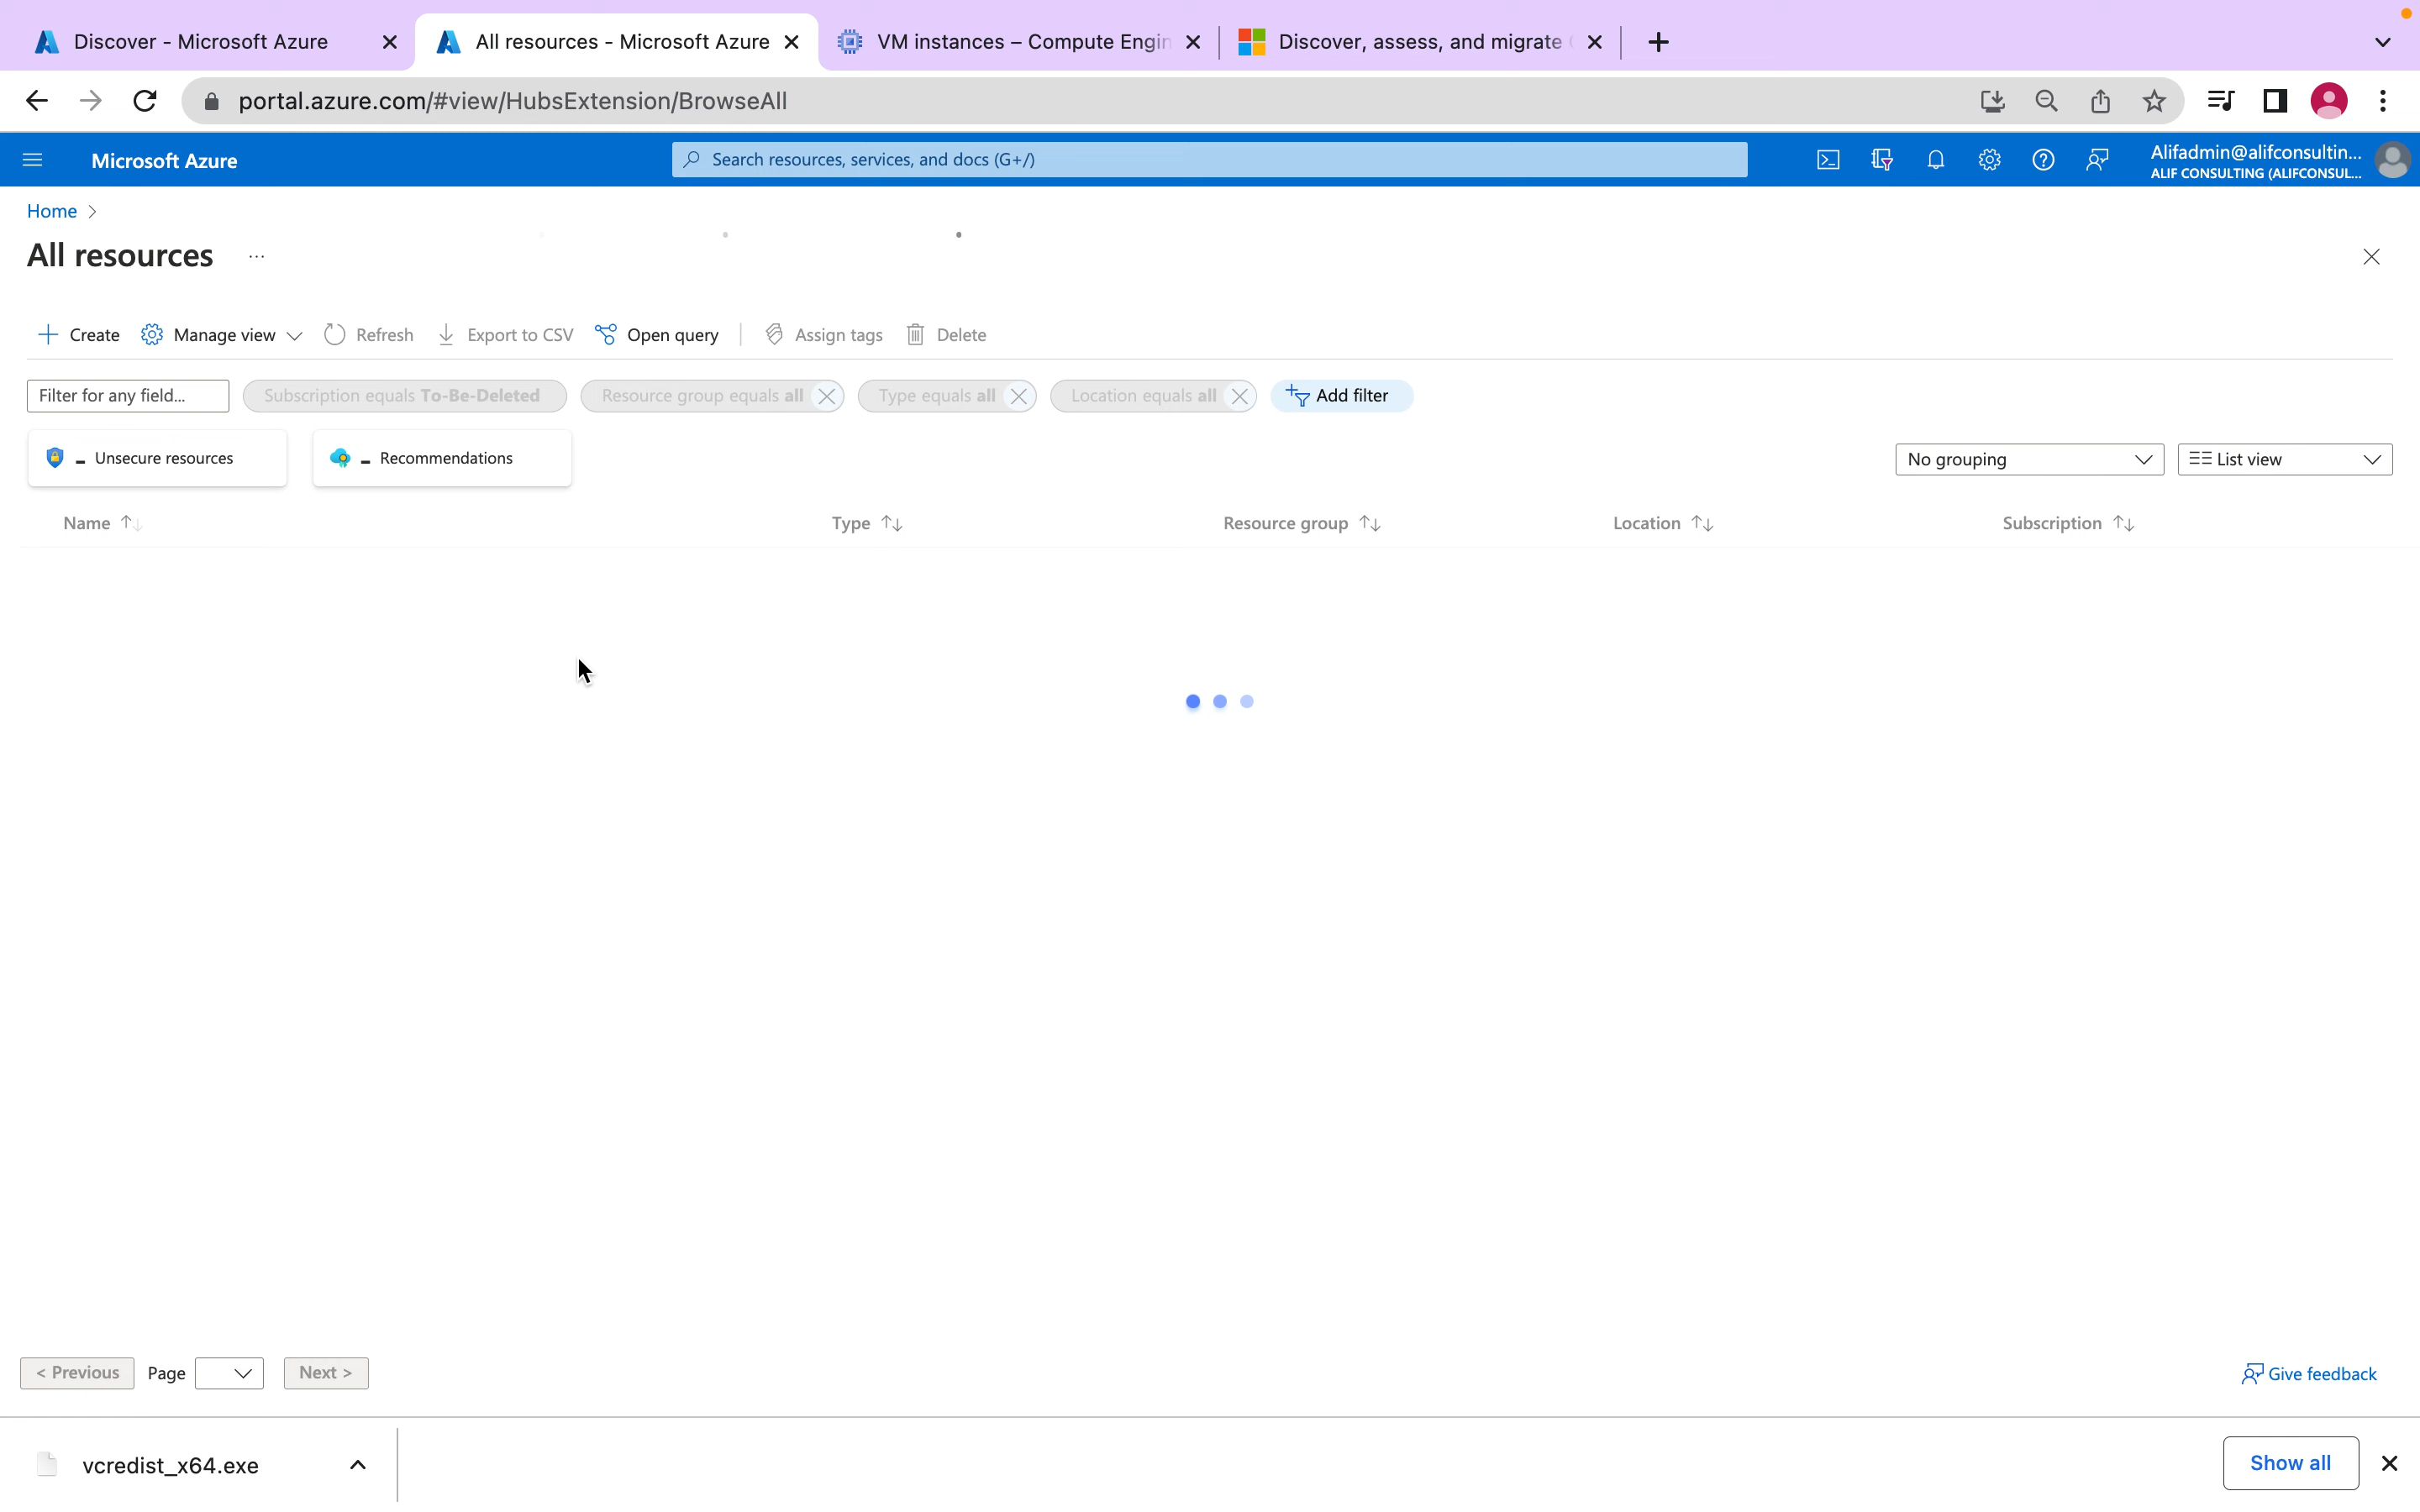 Discover - Microsoft Azure
All resources - Microsoft Azure
VM instances – Compute Engin
Discover, assess, and migrate
portal.azure.com/#view/HubsExtension/BrowseAll
Microsoft Azure
Search resources, services, and docs (G+/)
Alifadmin@alifconsultin...
ALIF CONSULTING (ALIFCONSUL...
Home >
All resources ...
Create
Manage view
Refresh
Export to CSV
Open query
Assign tags
Delete
Filter for any field...
Subscription equals To-Be-Deleted
Resource group equals all
Type equals all
Location equals all
Add filter
- Unsecure resources
- Recommendations
No grouping
List view
Name
Type
Resource group
Location
Subscription
< Previous
Page
Next >
Give feedback
vcredist_x64.exe
Show all